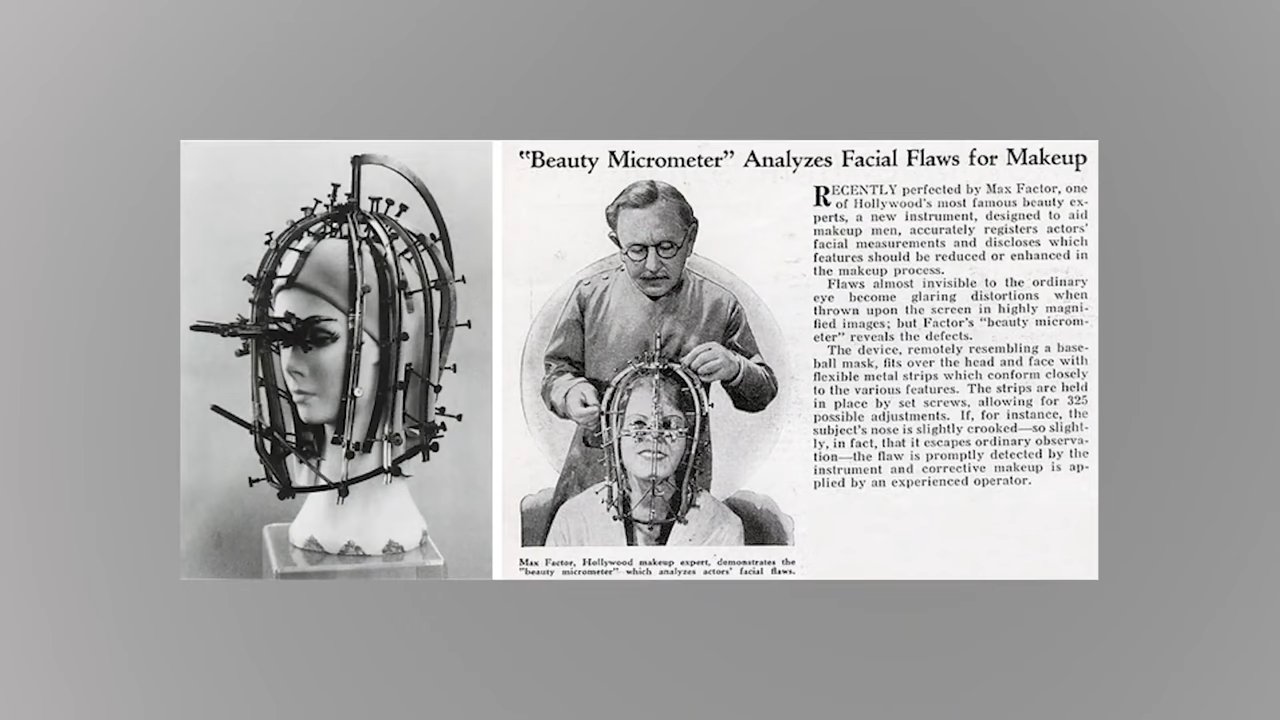 "Beauty Micrometer" Analyzes Facial Flaws for Makeup
RECENTLY perfected by Max Factor, one
of Hollywood's most famous beauty ex-
perts, a new instrument, designed to aid
makeup men, accurately registers actors'
facial measurements and discloses which
features should be reduced or enhanced in
the makeup process.
Flaws almost invisible to the ordinary
eye become glaring distortions when
thrown upon the screen in highly magni-
fied images; but Factor's "beauty microm-
eter" reveals the defects.
The device, remotely resembling a base-
ball mask, fits over the head and face with
flexible metal strips which conform closely
to the various features. The strips are held
in place by set screws, allowing for 325
possible adjustments. If, for instance, the
subject's nose is slightly crooked—so slight-
ly, in fact, that it escapes ordinary observa-
tion—the flaw is promptly detected by the
instrument and corrective makeup is ap-
plied by an experienced operator.
Max Factor, Hollywood makeup expert, demonstrates the
"beauty micrometer" which analyzes actors' facial flaws.